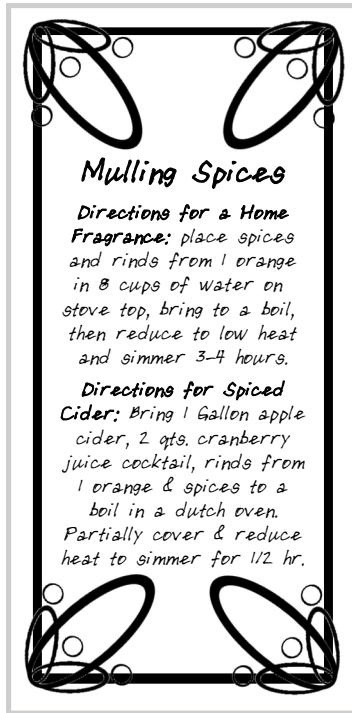 Mulling Spices
Directions for a Home
Fragrance: place spices
and rinds from 1 orange
in 8 cups of water on
stove top, bring to a boil,
then reduce to low heat
and simmer 3-4 hours.
Directions for Spiced
Cider: Bring 1 Gallon apple
cider, 2 qts. cranberry
juice cocktail, rinds from
1 orange & spices to a
boil in a dutch oven.
Partially cover & reduce
heat to simmer for 1/2 hr.